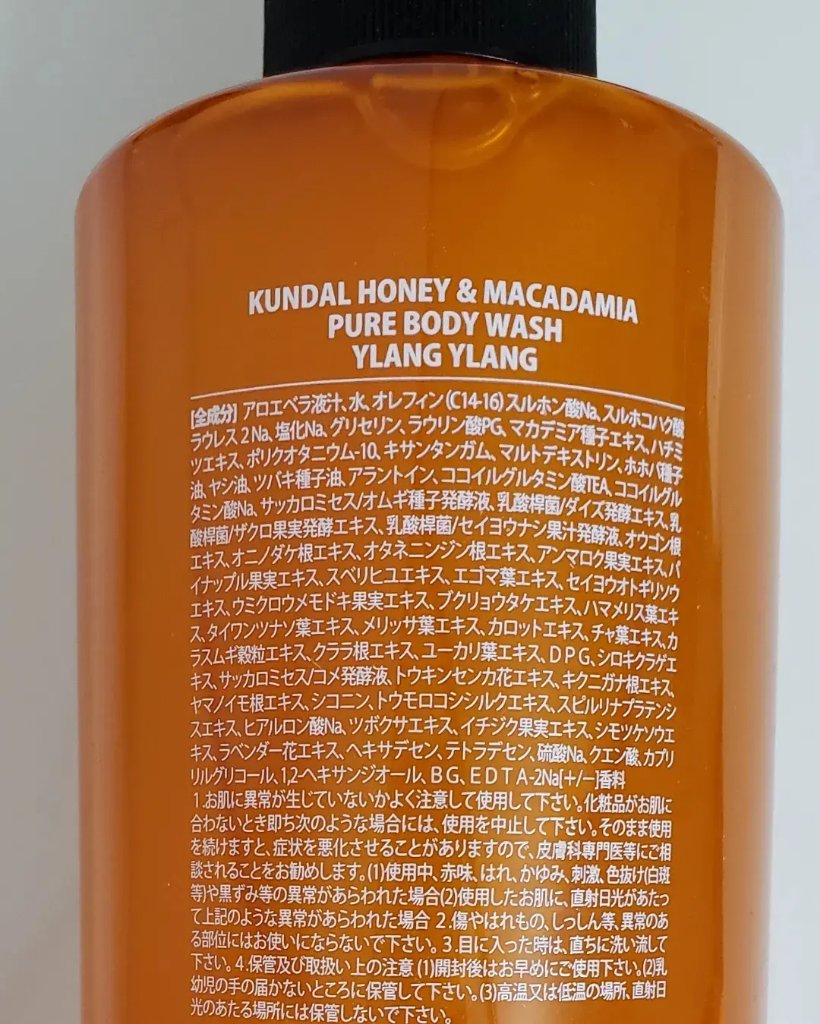 KUNDAL HONEY & MACADAMIA
PURE BODY WASH
YLANG YLANG
[全成分] アロエベラ液汁、水、オレフィン(C14-16)スルホン酸Na、スルホコハク酸
ラウレス2Na、塩化Na、グリセリン、ラウリン酸PG、マカデミア種子エキス、ハチミ
ツエキス、ポリクオタニウム-10、キサンタンガム、マルトデキストリン、ホホバ種子
油、ヤシ油、ツバキ種子油、アラントイン、ココイルグルタミン酸TEA、ココイルグル
タミン酸Na、サッカロミセス/オムギ種子発酵液、乳酸桿菌/ダイズ発酵エキス、乳
酸桿菌/ザクロ果実発酵エキス、乳酸桿菌/セイヨウナシ果汁発酵液、オウゴン根
エキス、オニノダケ根エキス、オタネニンジン根エキス、アンマロク果実エキス、パ
イナップル果実エキス、スベリヒユエキス、エゴマ葉エキス、セイヨウオトギリソウ
エキス、ウミクロウメモドキ果実エキス、ブクリョウタケエキス、ハマメリス葉エキ
ス、タイワンツナソ葉エキス、メリッサ葉エキス、カロットエキス、チャ葉エキス、カ
ラスムギ穀粒エキス、クララ根エキス、ユーカリ葉エキス、DPG、シロキクラゲエ
キス、サッカロミセス/コメ発酵液、トウキンセンカ花エキス、キクニガナ根エキス、
ヤマノイモ根エキス、シコニン、トウモロコシシルクエキス、スピルリナプラテンシ
スエキス、ヒアルロン酸Na、ツボクサエキス、イチジク果実エキス、シモツケソウエ
キス、ラベンダー花エキス、ヘキサデセン、テトラデセン、硫酸Na、クエン酸、カプリ
リルグリコール、1,2-ヘキサンジオール、BG、EDTA-2Na[+/-]香料
1.お肌に異常が生じていないかよく注意して使用して下さい。化粧品がお肌に
合わないとき即ち次のような場合には、使用を中止して下さい。そのまま使用
を続けますと、症状を悪化させることがありますので、皮膚科専門医等にご相
談されることをお勧めします。(1)使用中、赤味、はれ、かゆみ、刺激、色抜け(白斑
等)や黒ずみ等の異常があらわれた場合(2)使用したお肌に、直射日光があたっ
て上記のような異常があらわれた場合 2.傷やはれもの、しっしん等、異常のあ
る部位にはお使いにならないで下さい。3.目に入った時は、直ちに洗い流して
下さい。4.保管及び取扱い上の注意 (1)開封後はお早めにご使用下さい。(2)乳
幼児の手の届かないところに保管して下さい。(3)高温又は低温の場所、直射日
光のあたる場所には保管しないで下さい。